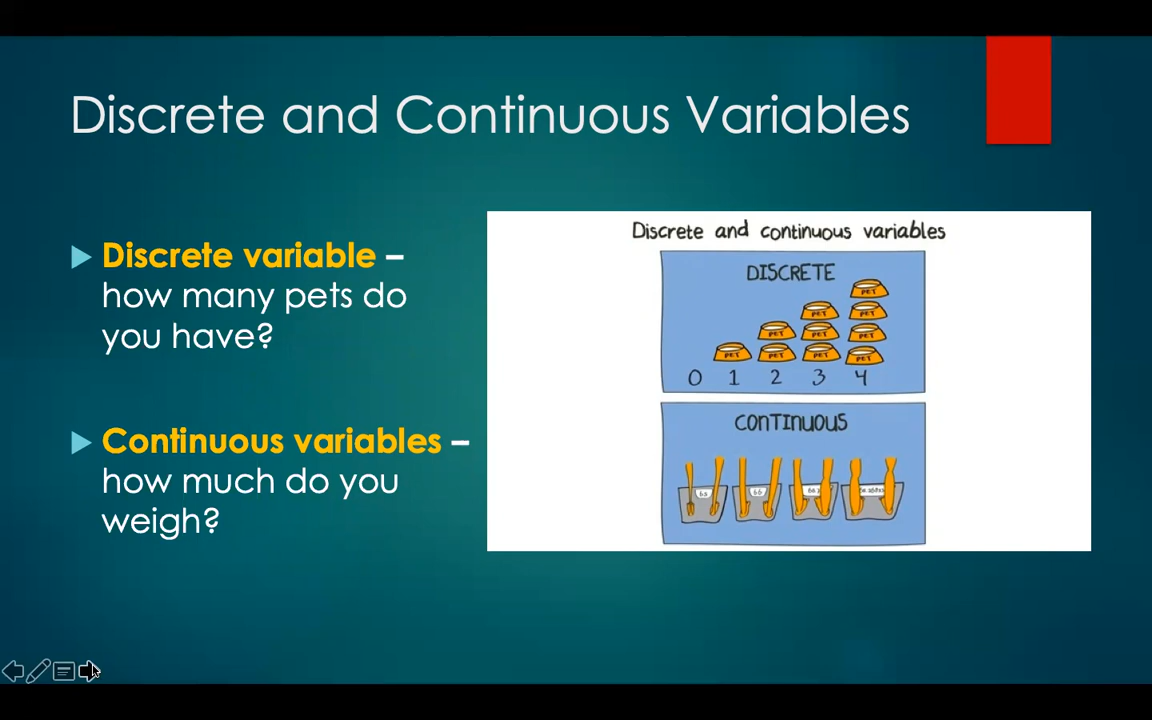 Discrete and Continuous Variables
Discrete variable –
how many pets do
you have?
Continuous variables –
how much do you
weigh?
Discrete and continuous variables
DISCRETE
PET
PET
PET PET PET
PET PET PET PET
0 1 2 3 4
CONTINUOUS
66